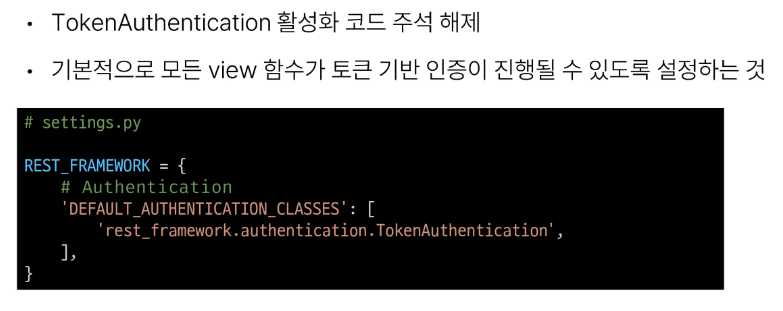 • TokenAuthentication 활성화 코드 주석 해제
• 기본적으로 모든 view 함수가 토큰 기반 인증이 진행될 수 있도록 설정하는 것
# settings.py
REST_FRAMEWORK = {
    # Authentication
    'DEFAULT_AUTHENTICATION_CLASSES': [
        'rest_framework.authentication.TokenAuthentication',
    ],
}